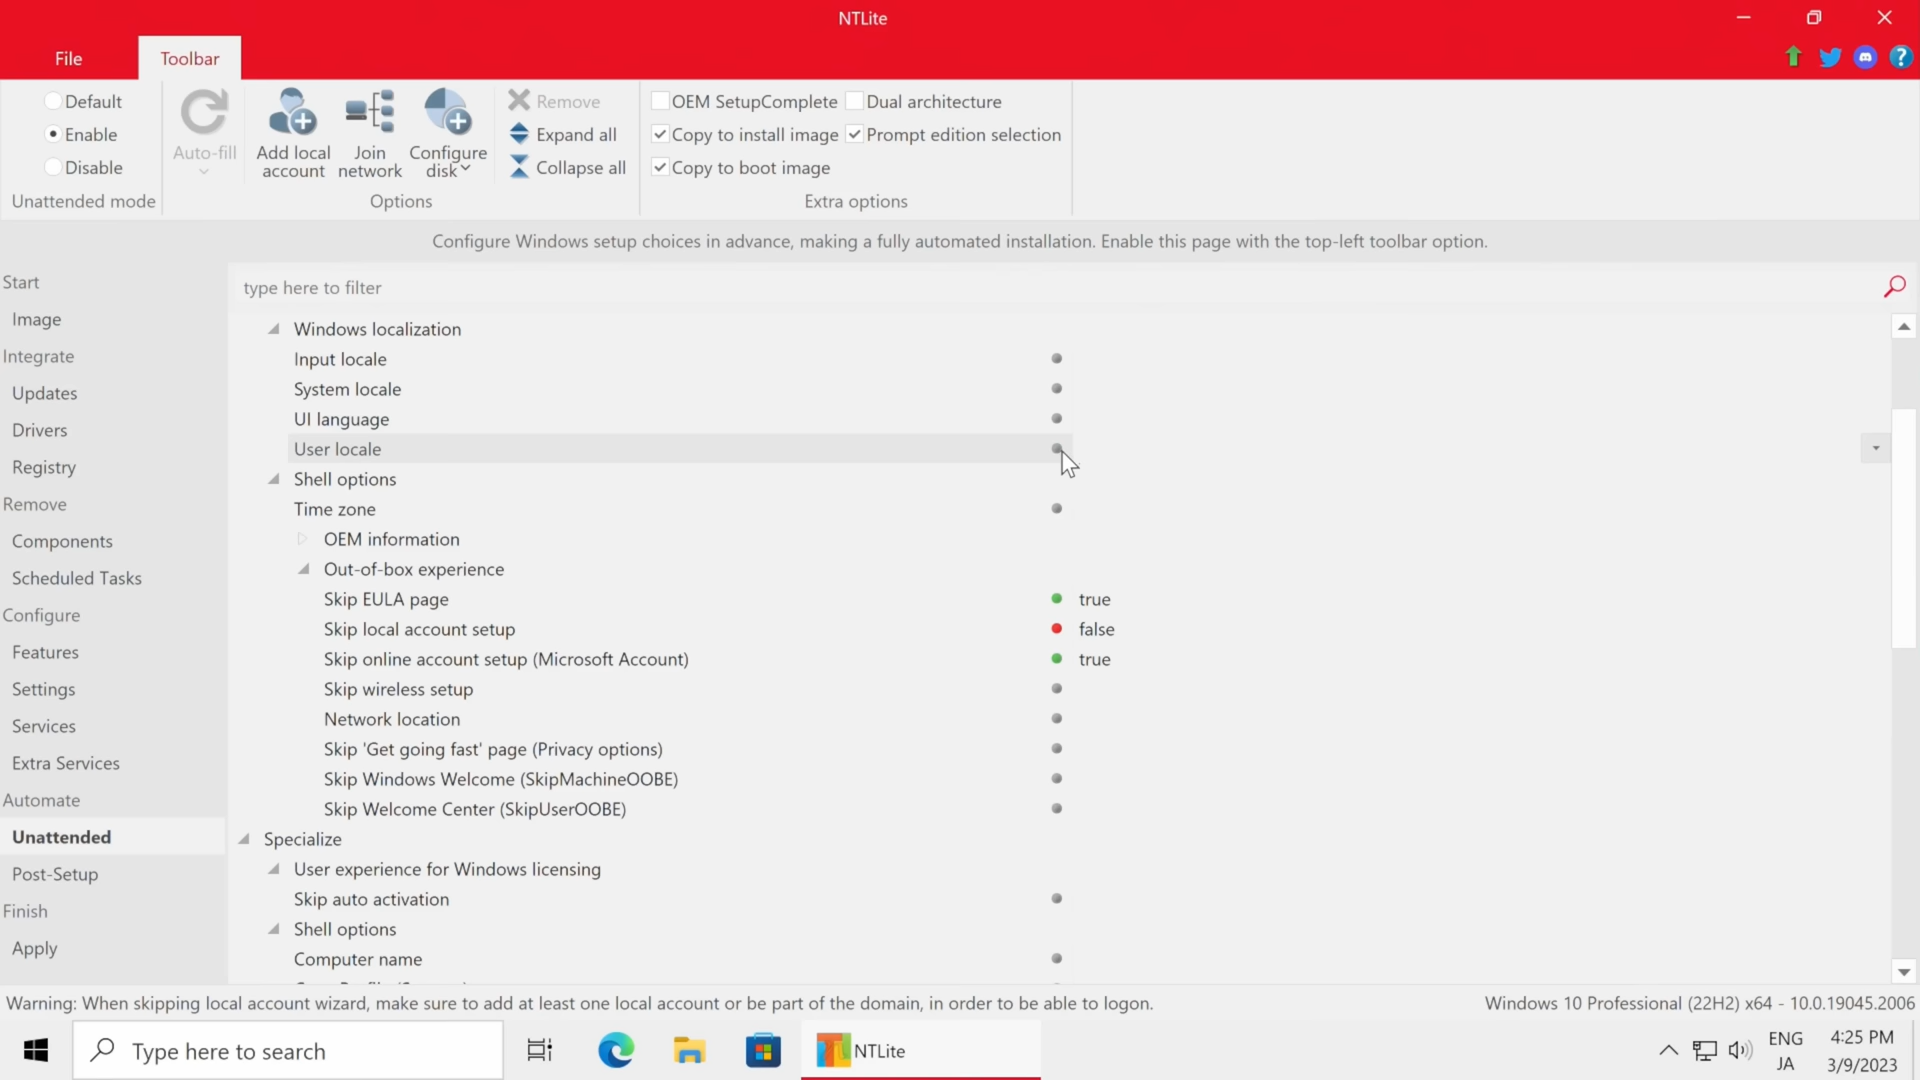 NTLite
File
Toolbar
Default
Enable
Disable
Unattended mode
Auto-fill
Add local
account
Join
network
Configure
disk
Remove
Expand all
Collapse all
Options
OEM SetupComplete
Dual architecture
Copy to install image
Prompt edition selection
Copy to boot image
Extra options
Configure Windows setup choices in advance, making a fully automated installation. Enable this page with the top-left toolbar option.
Start
Image
Integrate
Updates
Drivers
Registry
Remove
Components
Scheduled Tasks
Configure
Features
Settings
Services
Extra Services
Automate
Unattended
Post-Setup
Finish
Apply
type here to filter
Windows localization
Input locale
System locale
UI language
User locale
Shell options
Time zone
OEM information
Out-of-box experience
Skip EULA page true
Skip local account setup false
Skip online account setup (Microsoft Account) true
Skip wireless setup
Network location
Skip 'Get going fast' page (Privacy options)
Skip Windows Welcome (SkipMachineOOBE)
Skip Welcome Center (SkipUserOOBE)
Specialize
User experience for Windows licensing
Skip auto activation
Shell options
Computer name
Warning: When skipping local account wizard, make sure to add at least one local account or be part of the domain, in order to be able to logon.
Windows 10 Professional (22H2) x64 - 10.0.19045.2006
Type here to search
NTLite
ENG
JA
4:25 PM
3/9/2023